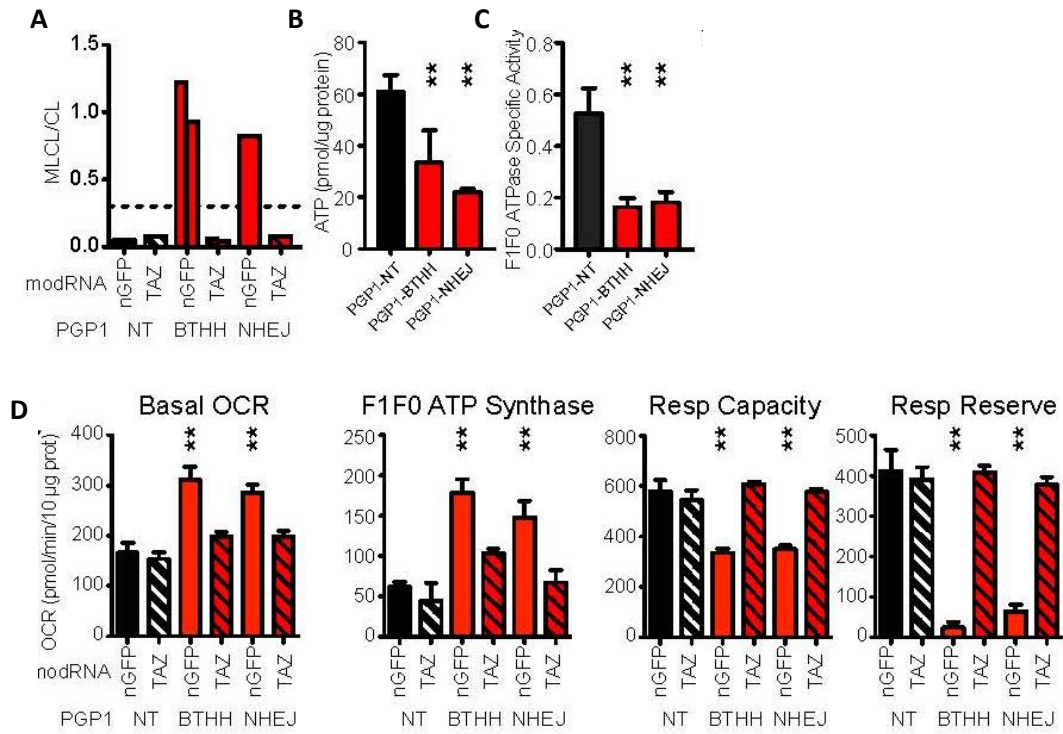 A
MLCL/CL
1.5
1.0
0.5
0.0
modRNA
nGFP
TAZ
nGFP
TAZ
nGFP
TAZ
PGP1
NT
BTHH
NHEJ
B
ATP (pmol/ug protein)
80
60
40
20
0
**
**
PGP1-NT
PGP1-BTHH
PGP1-NHEJ
C
F1F0 ATPase Specific Activity
0.8
0.6
0.4
0.2
0.0
**
**
PGP1-NT
PGP1-BTHH
PGP1-NHEJ
D
Basal OCR
OCR (pmol/min/10 µg prot)
400
300
200
100
0
**
**
nodRNA
nGFP
TAZ
nGFP
TAZ
nGFP
TAZ
PGP1
NT
BTHH
NHEJ
F1F0 ATP Synthase
250
200
150
100
50
0
**
**
nGFP
TAZ
nGFP
TAZ
nGFP
TAZ
NT
BTHH
NHEJ
Resp Capacity
800
600
400
200
0
**
**
nGFP
TAZ
nGFP
TAZ
nGFP
TAZ
NT
BTHH
NHEJ
Resp Reserve
500
400
300
200
100
0
**
**
nGFP
TAZ
nGFP
TAZ
nGFP
TAZ
NT
BTHH
NHEJ